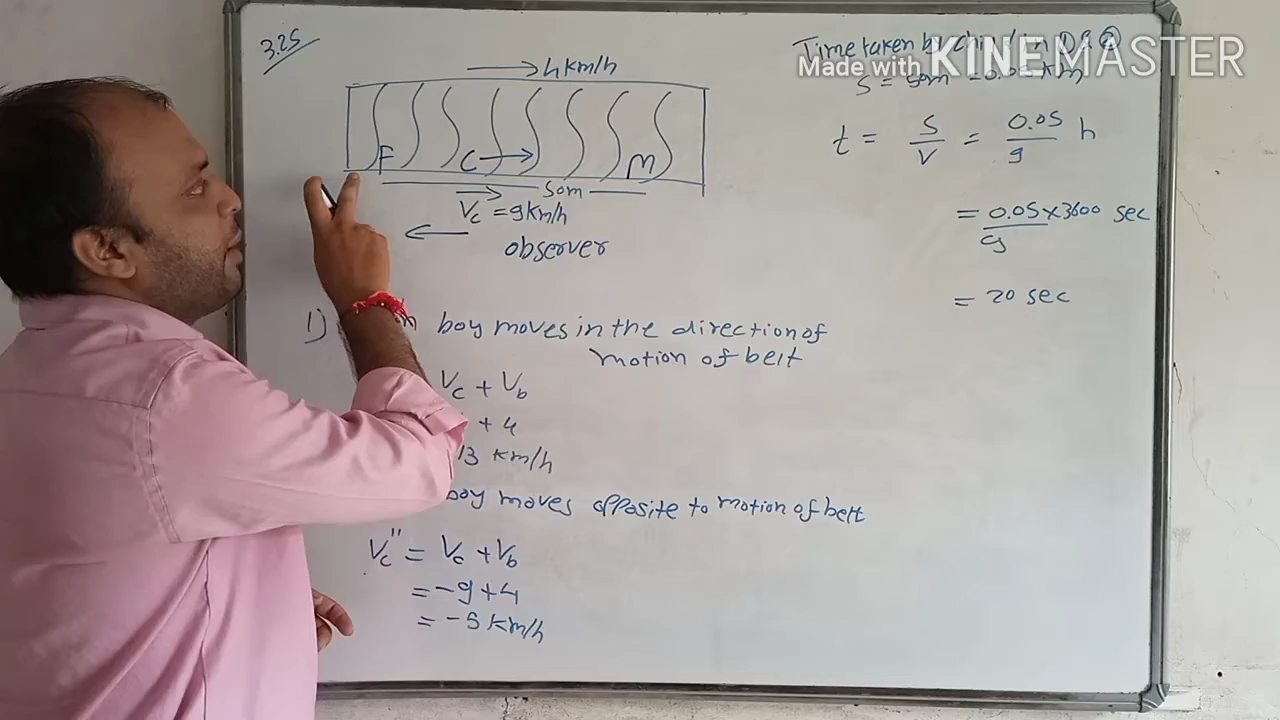 3.25
4 km/h
F C M
50m
Vc = 9km/h
observer
1) boy moves in the direction of
motion of belt
Vc + Vb
+ 4
13 km/h
boy moves opposite to motion of belt
Vc'' = Vc + Vb
= -9+4
= -5 km/h
Time taken by
Made with KINEMASTER
S = 50m = 0.05 km
t = S/V = 0.05/9 h
= 0.05/9 x3600 sec
= 20 sec